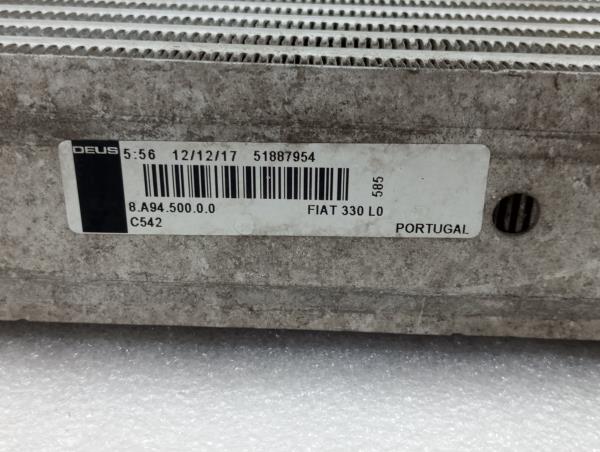 DEUS 5:56 12/12/17 51887954
585
8.A94.500.0.0 FIAT 330 L0
C542
PORTUGAL